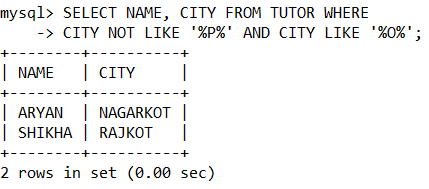 mysql> SELECT NAME, CITY FROM TUTOR WHERE
    -> CITY NOT LIKE '%P%' AND CITY LIKE '%O%';
+--------+----------+
| NAME   | CITY     |
+--------+----------+
| ARYAN  | NAGARKOT |
| SHIKHA | RAJKOT   |
+--------+----------+
2 rows in set (0.00 sec)